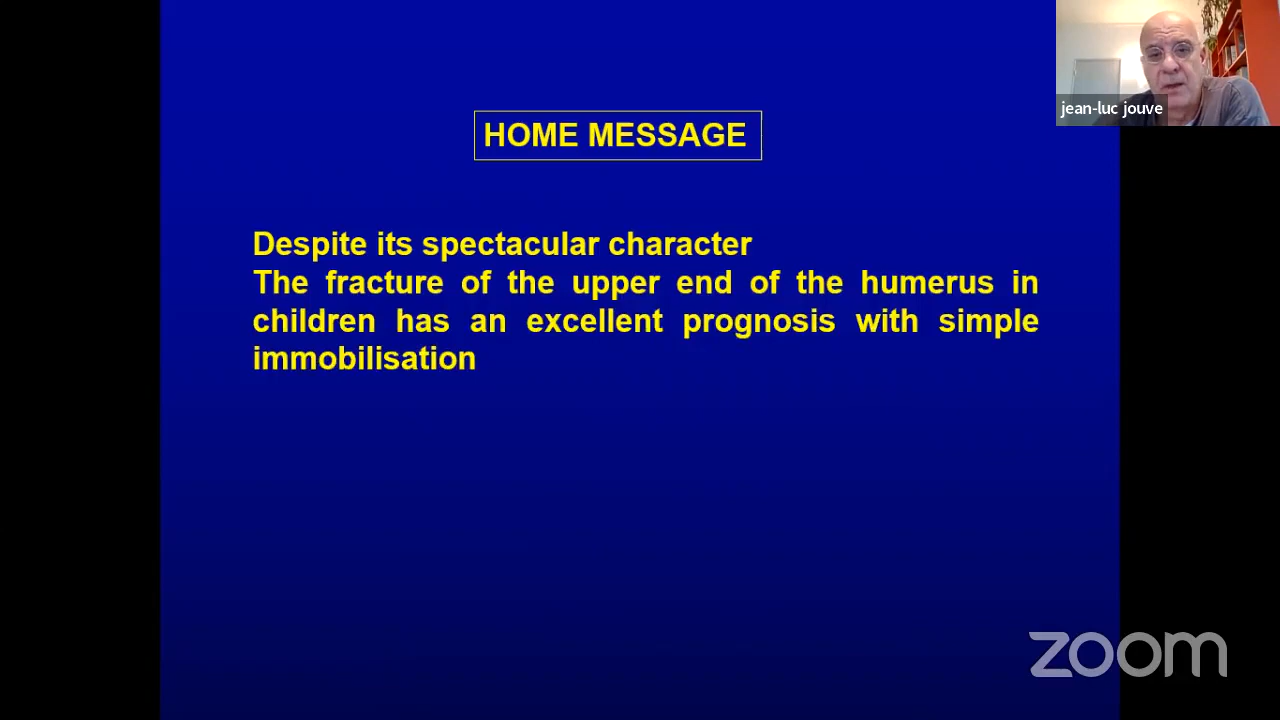 jean-luc jouve
HOME MESSAGE
Despite its spectacular character
The fracture of the upper end of the humerus in
children has an excellent prognosis with simple
immobilisation
zoom